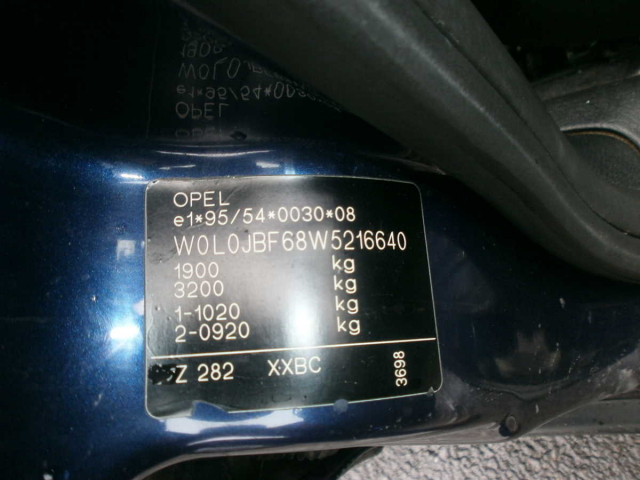 OPEL
e1*95/54*0030*08
W0L0JBF68W5216640
1900 kg
3200 kg
1-1020 kg
2-0920 kg
Z 282 XXBC
3698